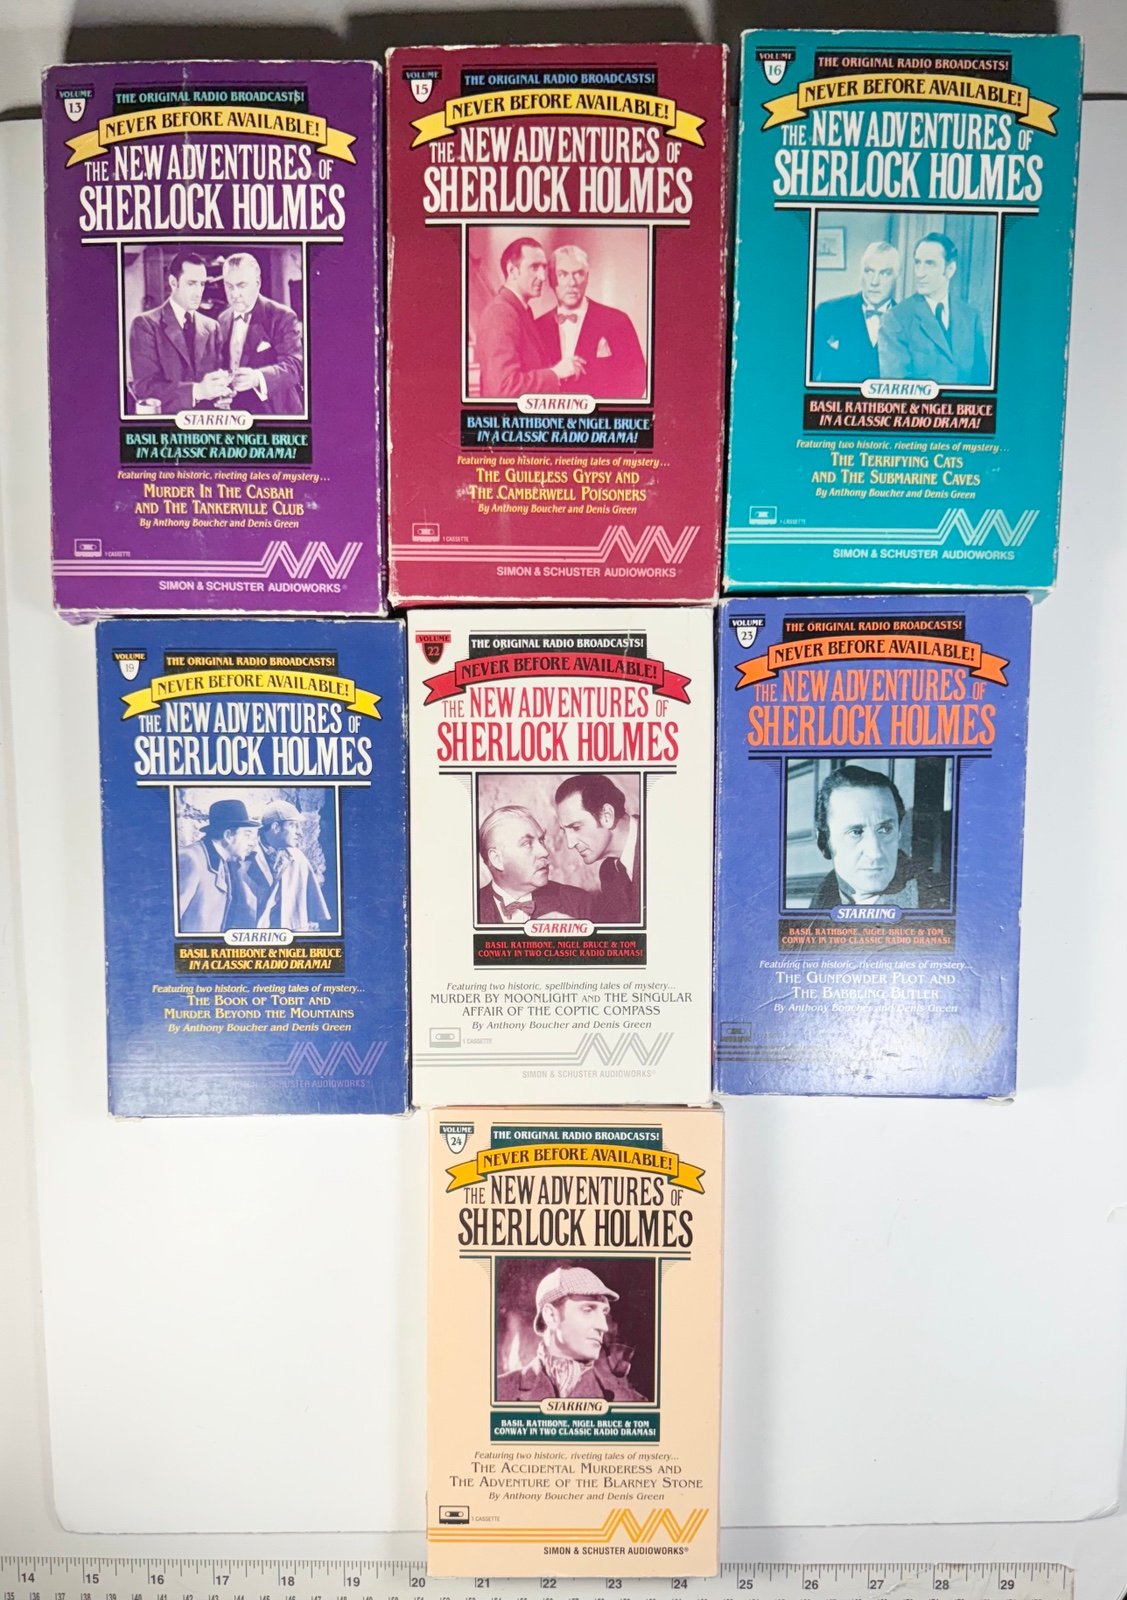 VOLUME
13
THE ORIGINAL RADIO BROADCASTS!
NEVER BEFORE AVAILABLE!
THE NEW ADVENTURES OF
SHERLOCK HOLMES
STARRING
BASIL RATHBONE & NIGEL BRUCE
IN A CLASSIC RADIO DRAMA!
Featuring two historic, riveting tales of mystery...
MURDER IN THE CASBAH
AND THE TANKERVILLE CLUB
By Anthony Boucher and Denis Green
1 CASSETTE
SIMON & SCHUSTER AUDIOWORKS®
VOLUME
15
THE ORIGINAL RADIO BROADCASTS!
NEVER BEFORE AVAILABLE!
THE NEW ADVENTURES OF
SHERLOCK HOLMES
STARRING
BASIL RATHBONE & NIGEL BRUCE
IN A CLASSIC RADIO DRAMA!
Featuring two historic, riveting tales of mystery...
THE GUILELESS GYPSY AND
THE CAMBERWELL POISONERS
By Anthony Boucher and Denis Green
1 CASSETTE
SIMON & SCHUSTER AUDIOWORKS®
VOLUME
16
THE ORIGINAL RADIO BROADCASTS!
NEVER BEFORE AVAILABLE!
THE NEW ADVENTURES OF
SHERLOCK HOLMES
STARRING
BASIL RATHBONE & NIGEL BRUCE
IN A CLASSIC RADIO DRAMA!
Featuring two historic, riveting tales of mystery...
THE TERRIFYING CATS
AND THE SUBMARINE CAVES
By Anthony Boucher and Denis Green
1 CASSETTE
SIMON & SCHUSTER AUDIOWORKS
VOLUME
19
THE ORIGINAL RADIO BROADCASTS!
NEVER BEFORE AVAILABLE!
THE NEW ADVENTURES OF
SHERLOCK HOLMES
STARRING
BASIL RATHBONE & NIGEL BRUCE
IN A CLASSIC RADIO DRAMA!
Featuring two historic, riveting tales of mystery...
THE BOOK OF TOBIT AND
MURDER BEYOND THE MOUNTAINS
By Anthony Boucher and Denis Green
SIMON & SCHUSTER AUDIOWORKS®
VOLUME
22
THE ORIGINAL RADIO BROADCASTS!
NEVER BEFORE AVAILABLE!
THE NEW ADVENTURES OF
SHERLOCK HOLMES
STARRING
BASIL RATHBONE, NIGEL BRUCE & TOM
CONWAY IN TWO CLASSIC RADIO DRAMAS!
Featuring two historic, spellbinding tales of mystery...
MURDER BY MOONLIGHT AND THE SINGULAR
AFFAIR OF THE COPTIC COMPASS
By Anthony Boucher and Denis Green
1 CASSETTE
SIMON & SCHUSTER AUDIOWORKS®
VOLUME
23
THE ORIGINAL RADIO BROADCASTS!
NEVER BEFORE AVAILABLE!
THE NEW ADVENTURES OF
SHERLOCK HOLMES
STARRING
BASIL RATHBONE, NIGEL BRUCE & TOM
CONWAY IN TWO CLASSIC RADIO DRAMAS!
Featuring two historic, riveting tales of mystery...
THE GUNPOWDER PLOT AND
THE BABBLING BUTLER
By Anthony Boucher and Denis Green
VOLUME
24
THE ORIGINAL RADIO BROADCASTS!
NEVER BEFORE AVAILABLE!
THE NEW ADVENTURES OF
SHERLOCK HOLMES
STARRING
BASIL RATHBONE, NIGEL BRUCE & TOM
CONWAY IN TWO CLASSIC RADIO DRAMAS!
Featuring two historic, riveting tales of mystery...
THE ACCIDENTAL MURDERESS AND
THE ADVENTURE OF THE BLARNEY STONE
By Anthony Boucher and Denis Green
1 CASSETTE
SIMON & SCHUSTER AUDIOWORKS®
14 15 16 17 18 19 20 21 22 23 24 25 26 27 28 29